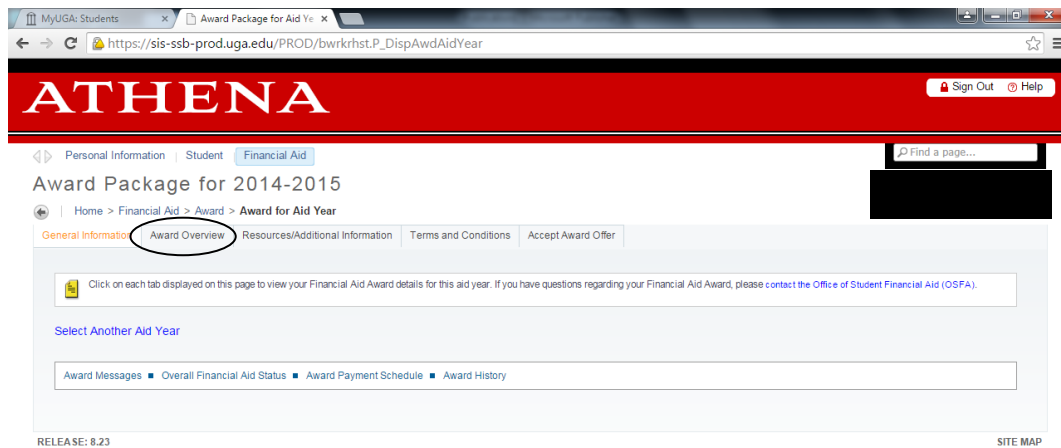 MyUGA: Students × Award Package for Aid Ye ×
https://sis-ssb-prod.uga.edu/PROD/bwrkrhst.P_DispAwdAidYear
ATHENA
Sign Out Help
Personal Information | Student Financial Aid
Find a page...
Award Package for 2014-2015
Home > Financial Aid > Award > Award for Aid Year
General Information Award Overview Resources/Additional Information Terms and Conditions Accept Award Offer
Click on each tab displayed on this page to view your Financial Aid Award details for this aid year. If you have questions regarding your Financial Aid Award, please contact the Office of Student Financial Aid (OSFA).
Select Another Aid Year
Award Messages ■ Overall Financial Aid Status ■ Award Payment Schedule ■ Award History
RELEASE: 8.23 SITE MAP